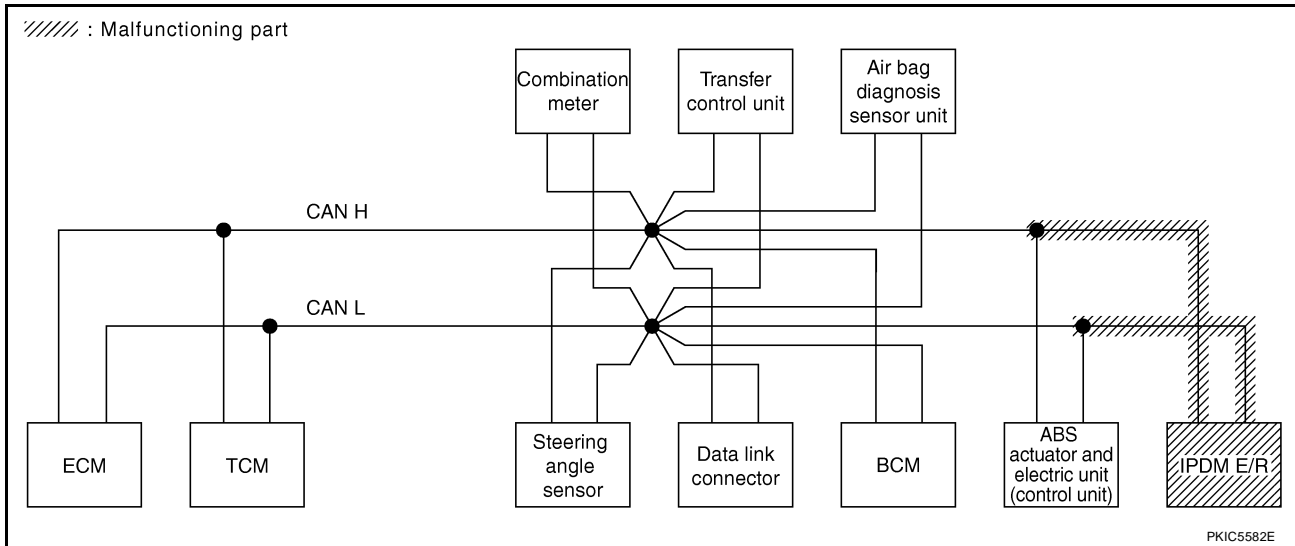 : Malfunctioning part
Combination
meter
Transfer
control unit
Air bag
diagnosis
sensor unit
CAN H
CAN L
ECM
TCM
Steering
angle
sensor
Data link
connector
BCM
ABS
actuator and
electric unit
(control unit)
IPDM E/R
PKIC5582E